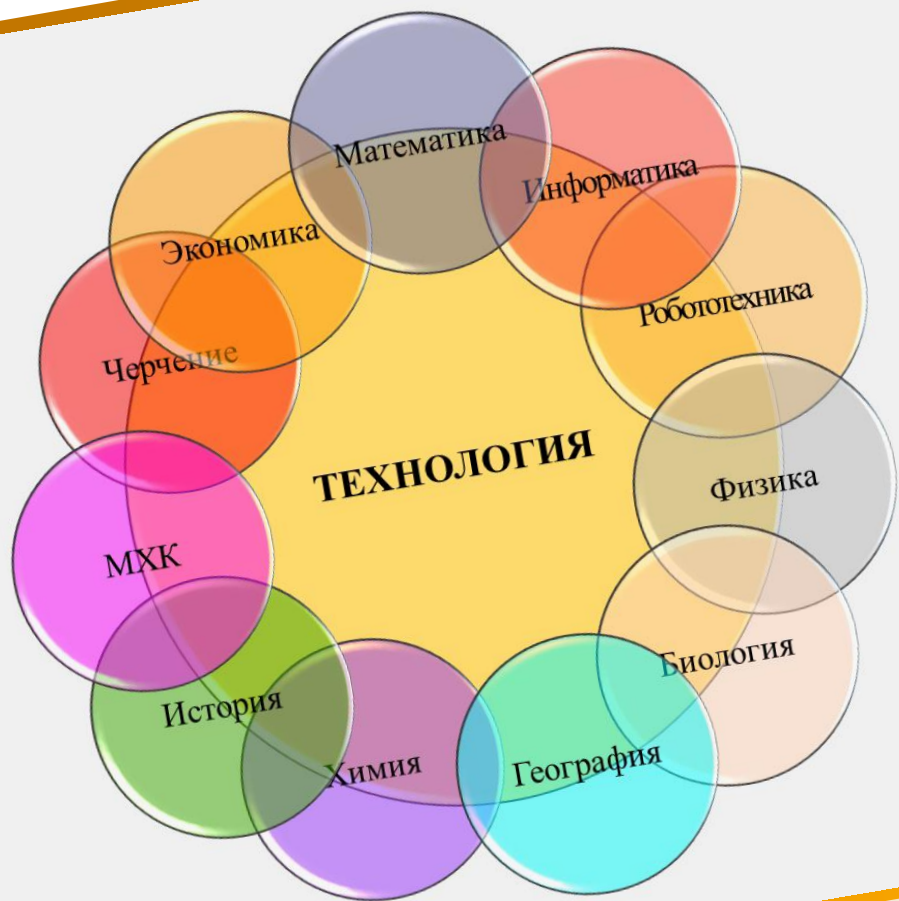 Математика
Информатика
Робототехника
Физика
Биология
География
Химия
История
МХК
Черчение
Экономика
ТЕХНОЛОГИЯ